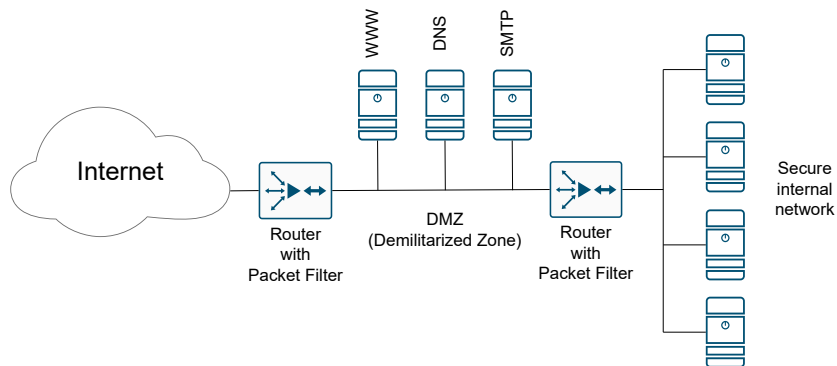 WWW
DNS
SMTP
Internet
Router
with
Packet Filter
DMZ
(Demilitarized Zone)
Router
with
Packet Filter
Secure
internal
network